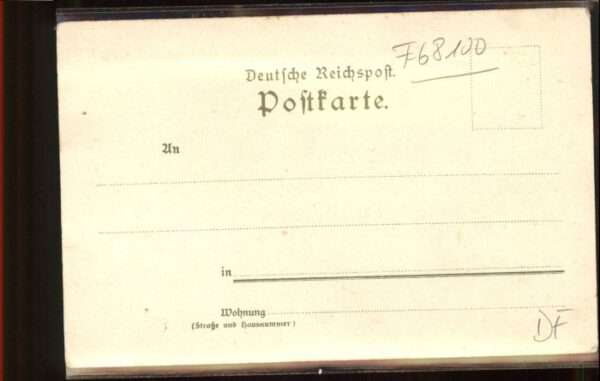 768100
Deutsche Reichspost.
Postkarte.
An
in
Wohnung
(Straße und Hausnummer)
DF